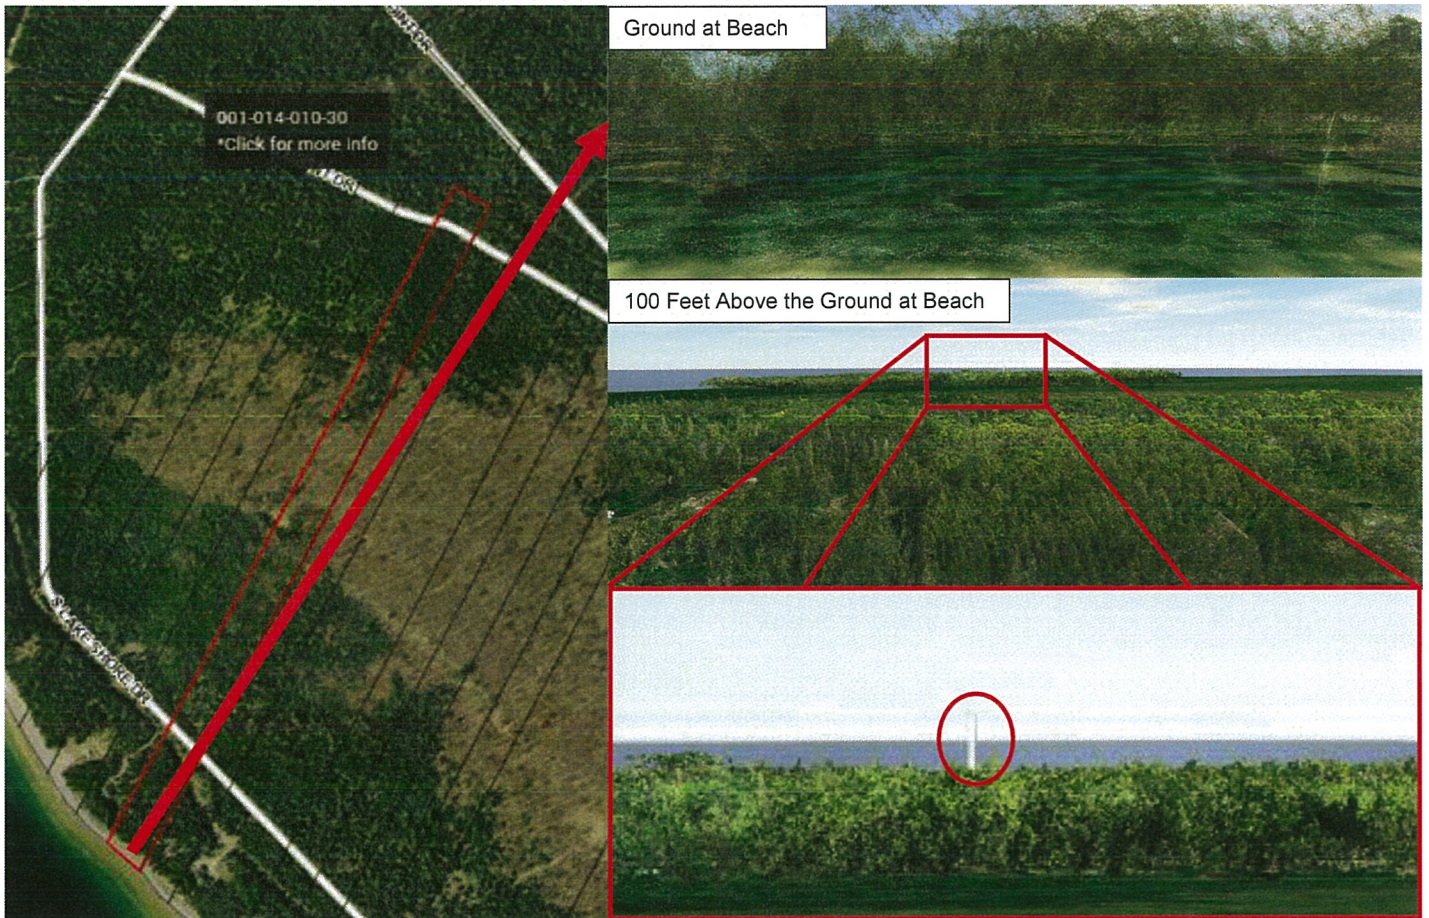 Ground at Beach
001-014-010-30
*Click for more info
DR
100 Feet Above the Ground at Beach
S LAKE SHORE DR